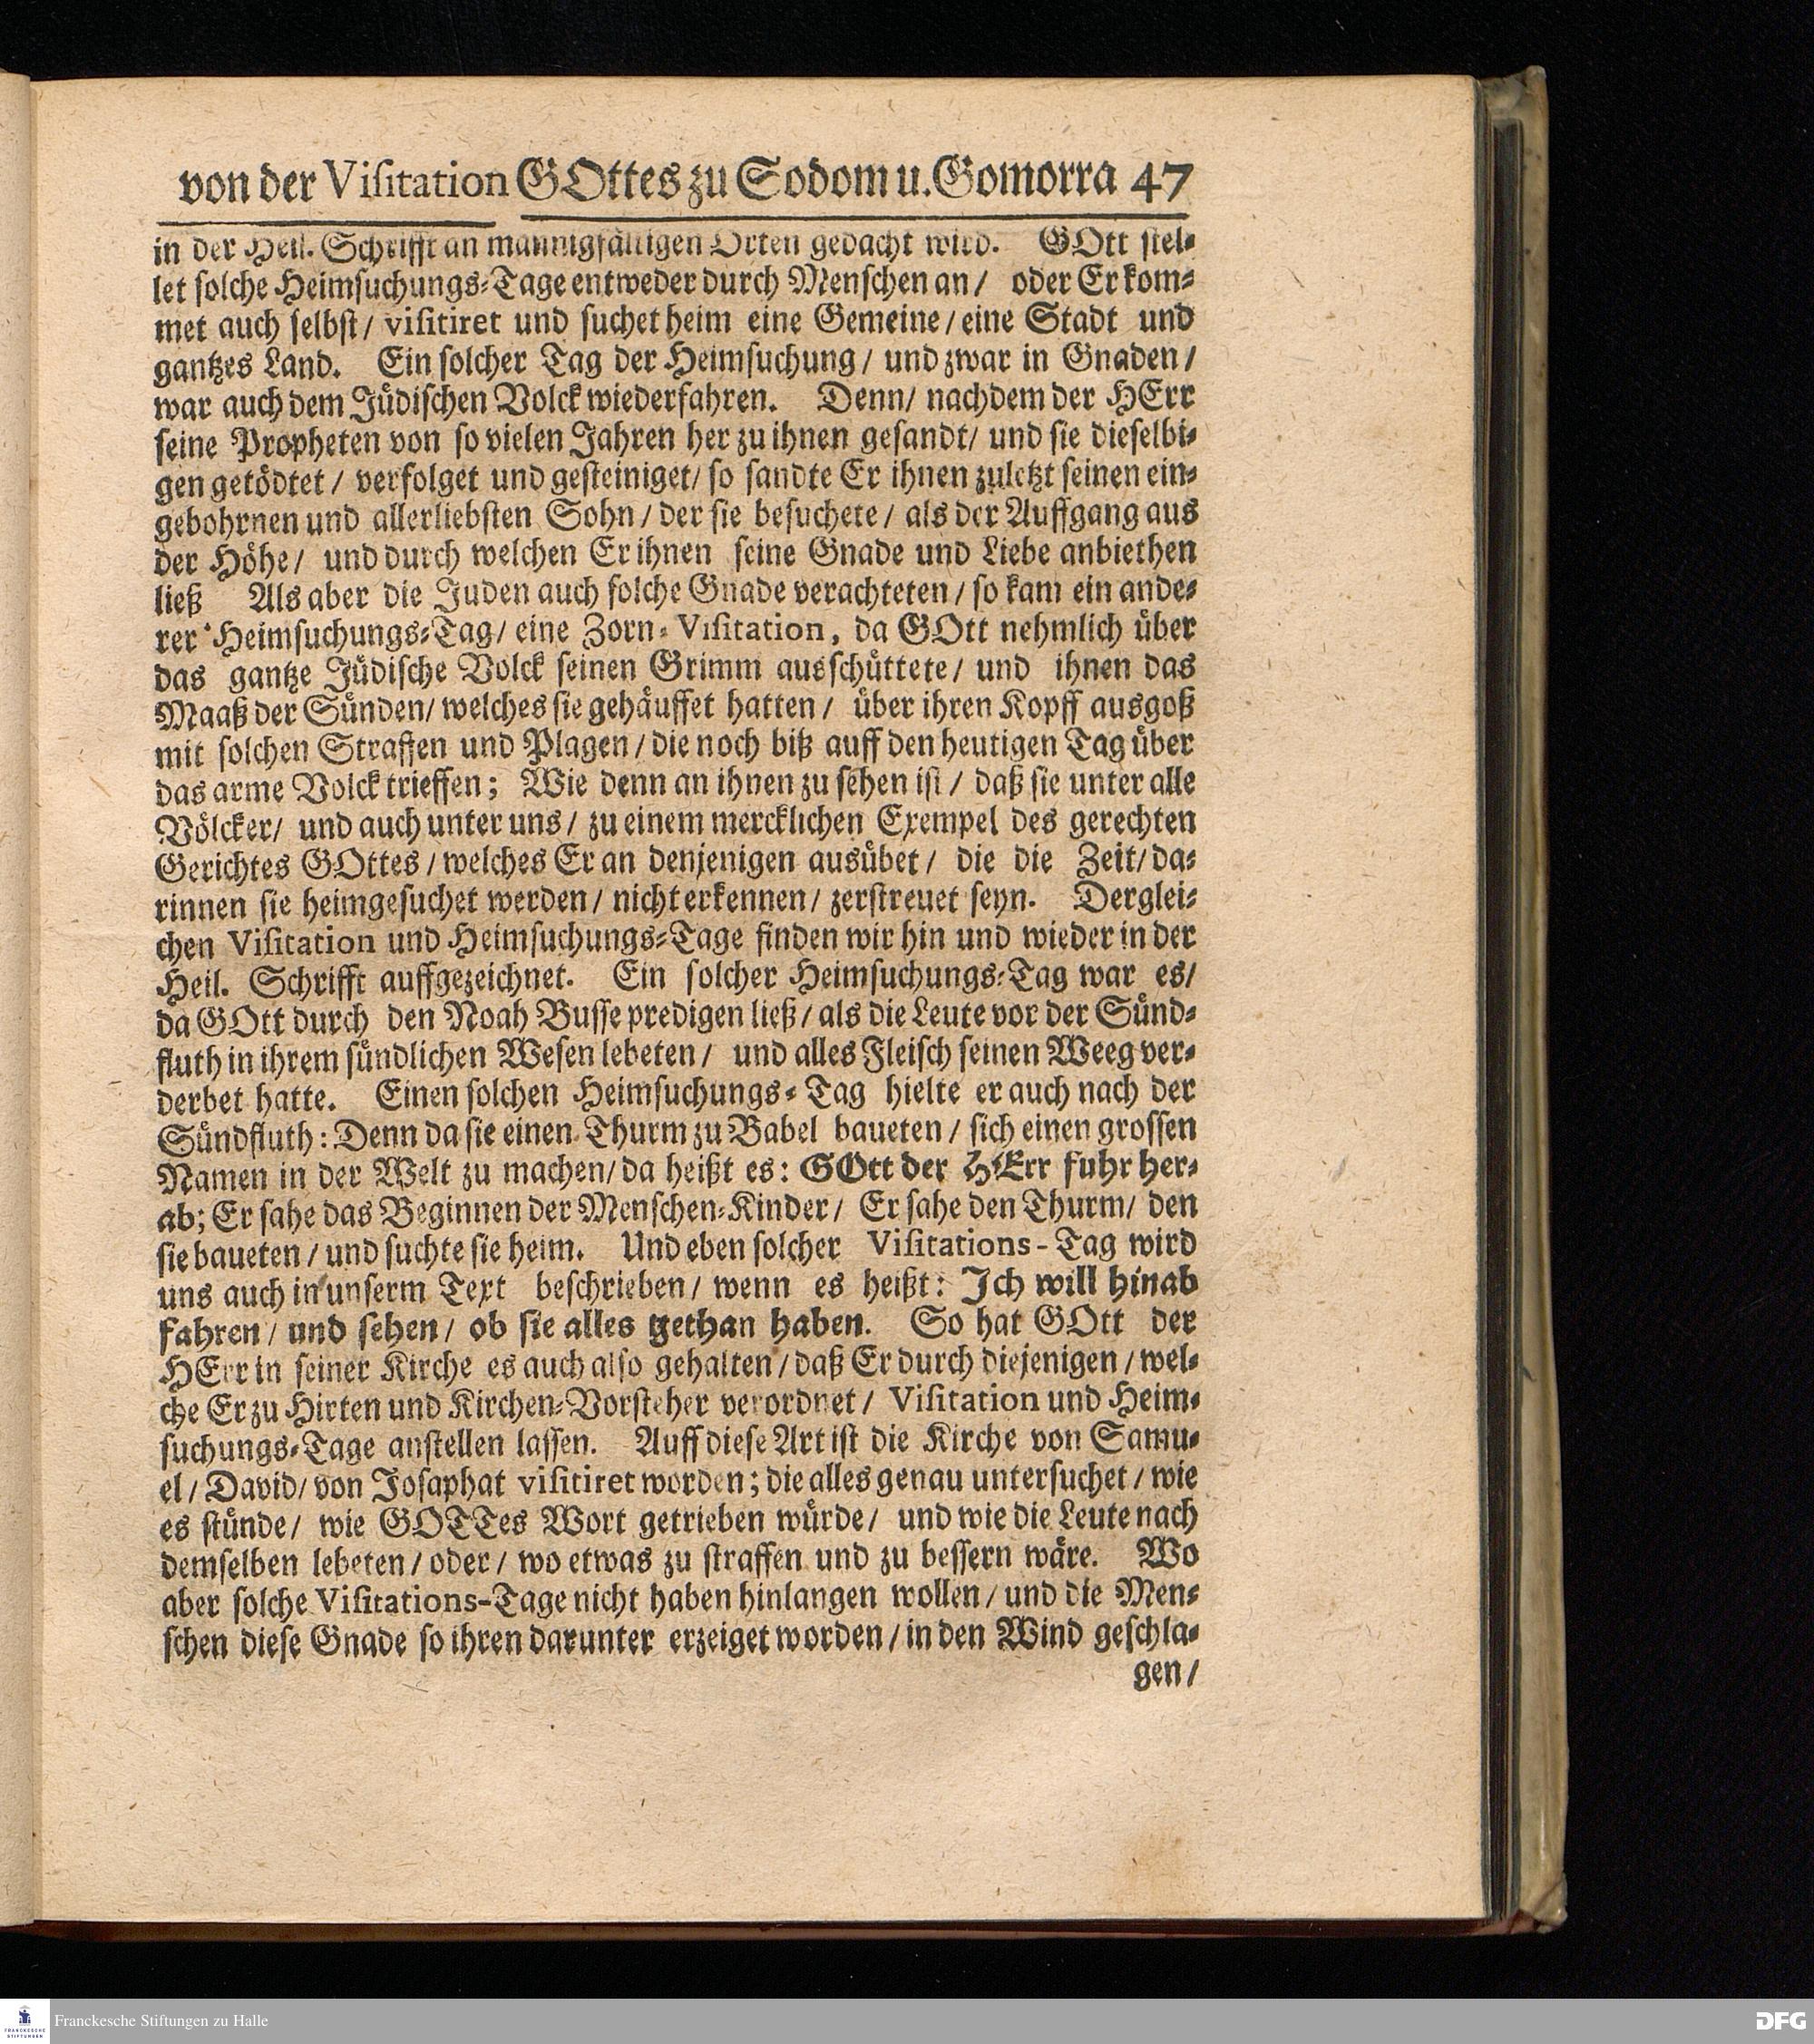 von der Viſitation GOttes zu Sodom u. Gomorra 47
in der Heil. Schrifft an mannigfältigen Orten gedacht wird. GOtt ſtel-
let ſolche Heimſuchungs-Tage entweder durch Menſchen an/ oder Er kom-
met auch ſelbſt/ viſitiret und ſuchet heim eine Gemeine/ eine Stadt und
gantzes Land. Ein ſolcher Tag der Heimſuchung/ und zwar in Gnaden/
war auch dem Jüdiſchen Volck wiederfahren. Denn/ nachdem der HErr
ſeine Propheten von ſo vielen Jahren her zu ihnen geſandt/ und ſie dieſelbi-
gen getödtet/ verfolget und geſteiniget/ ſo ſandte Er ihnen zuletzt ſeinen ein-
gebohrnen und allerliebſten Sohn/ der ſie beſuchete/ als der Auffgang aus
der Höhe/ und durch welchen Er ihnen ſeine Gnade und Liebe anbiethen
ließ Als aber die Juden auch ſolche Gnade verachteten/ ſo kam ein ande-
rer Heimſuchungs-Tag/ eine Zorn-Viſitation, da GOtt nehmlich über
das gantze Jüdiſche Volck ſeinen Grimm ausſchüttete/ und ihnen das
Maaß der Sünden/ welches ſie gehäuffet hatten/ über ihren Kopff ausgoß
mit ſolchen Straffen und Plagen/ die noch biß auff den heutigen Tag über
das arme Volck trieffen; Wie denn an ihnen zu ſehen iſt/ daß ſie unter alle
Völcker/ und auch unter uns/ zu einem mercklichen Exempel des gerechten
Gerichtes GOttes/ welches Er an denjenigen ausübet/ die die Zeit/ da-
rinnen ſie heimgeſuchet werden/ nicht erkennen/ zerſtreuet ſeyn. Derglei-
chen Viſitation und Heimſuchungs-Tage finden wir hin und wieder in der
Heil. Schrifft auffgezeichnet. Ein ſolcher Heimſuchungs-Tag war es/
da GOtt durch den Noah Buſſe predigen ließ/ als die Leute vor der Sünd-
fluth in ihrem ſündlichen Weſen lebeten/ und alles Fleiſch ſeinen Weeg ver-
derbet hatte. Einen ſolchen Heimſuchungs-Tag hielte er auch nach der
Sündfluth: Denn da ſie einen Thurm zu Babel baueten/ ſich einen groſſen
Namen in der Welt zu machen/ da heißt es: GOtt der HErr fuhr her-
ab; Er ſahe das Beginnen der Menſchen-Kinder/ Er ſahe den Thurm/ den
ſie baueten/ und ſuchte ſie heim. Und eben ſolcher Viſitations-Tag wird
uns auch in unſerm Text beſchrieben/ wenn es heißt: Ich will hinab
fahren/ und ſehen/ ob ſie alles gethan haben. So hat GOtt der
HErr in ſeiner Kirche es auch alſo gehalten/ daß Er durch diejenigen/ wel-
che Er zu Hirten und Kirchen-Vorſteher verordnet/ Viſitation und Heim-
ſuchungs-Tage anſtellen laſſen. Auff dieſe Art iſt die Kirche von Samu-
el/ David/ von Joſaphat viſitiret worden; die alles genau unterſuchet/ wie
es ſtünde/ wie GOTTes Wort getrieben würde/ und wie die Leute nach
demſelben lebeten/ oder/ wo etwas zu ſtraffen und zu beſſern wäre. Wo
aber ſolche Viſitations-Tage nicht haben hinlangen wollen/ und die Men-
ſchen dieſe Gnade ſo ihren darunter erzeiget worden/ in den Wind geſchla-
gen/
FRANCKESCHE STIFTUNGEN
Franckesche Stiftungen zu Halle
DFG